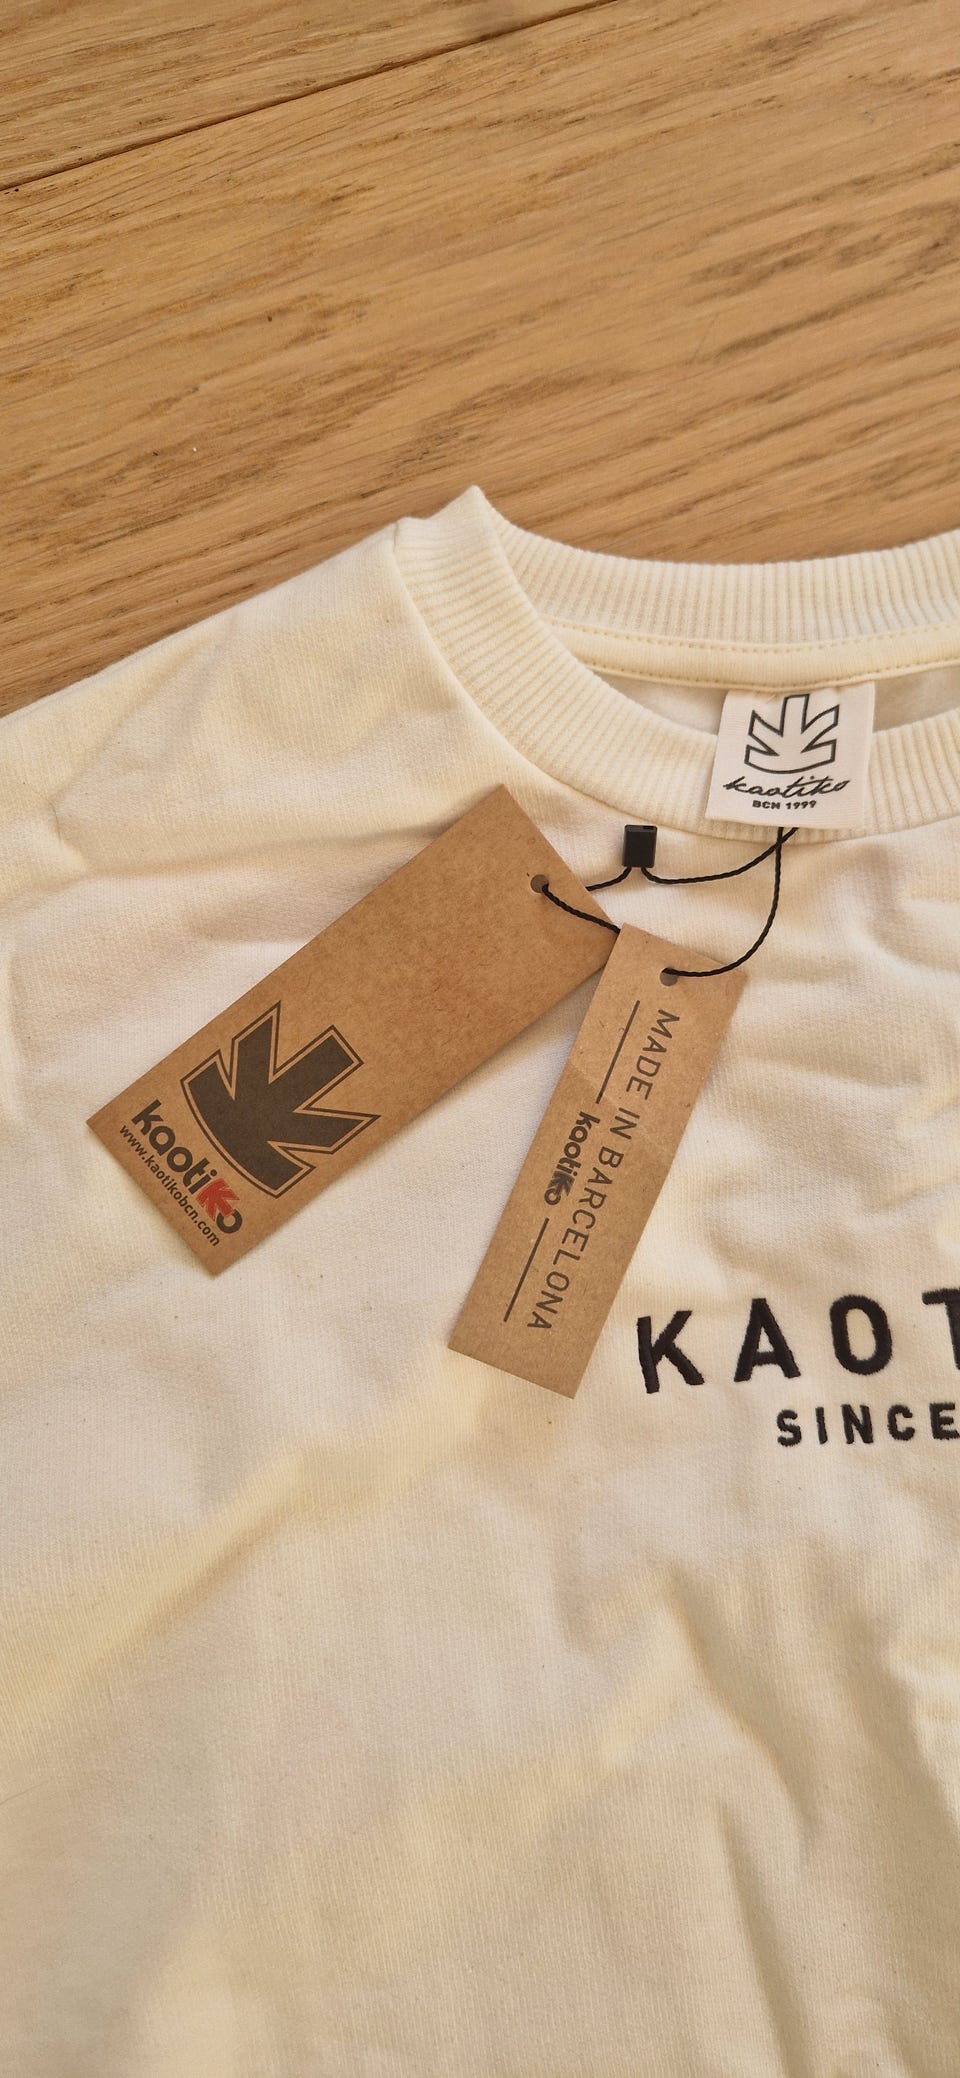 kaotiko
BCN 1999
kaotiko
www.kaotikobcn.com
MADE IN BARCELONA
kaotiko
KAOT
SINCE